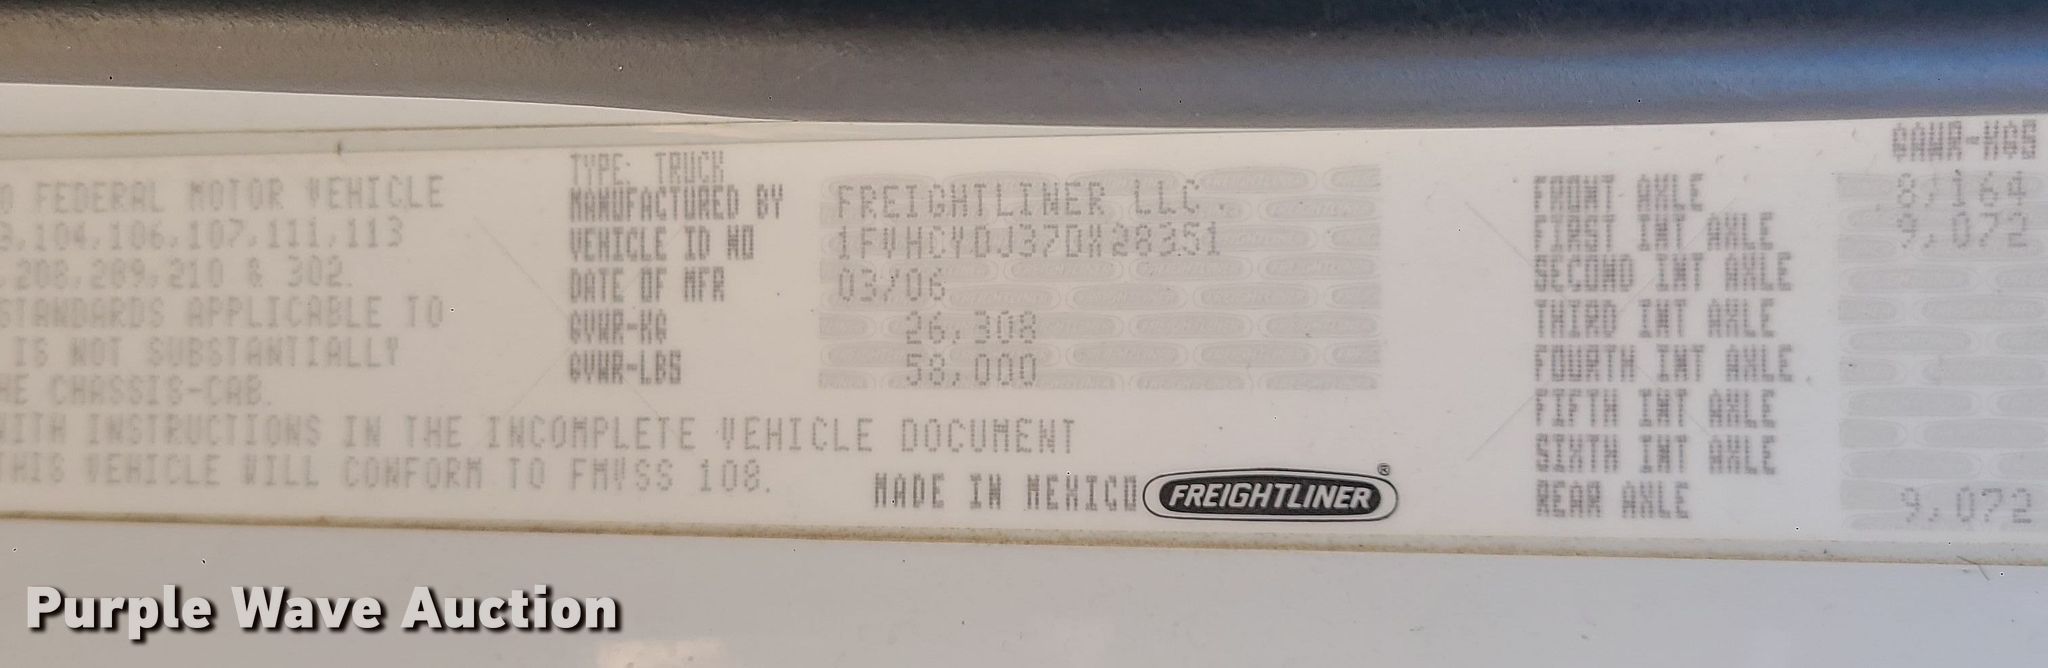 O FEDERAL MOTOR VEHICLE
3,104,106,107,111,113
,208,209,210 & 302.
STANDARDS APPLICABLE TO
IS NOT SUBSTANTIALLY
HE CHASSIS-CAB.
WITH INSTRUCTIONS IN THE INCOMPLETE VEHICLE DOCUMENT
THIS VEHICLE WILL CONFORM TO FMVSS 108.
TYPE: TRUCK
MANUFACTURED BY FREIGHTLINER LLC
VEHICLE ID NO 1FVHCYDJ37DX28351
DATE OF MFR 03/06
GVWR-KG 26,308
GVWR-LBS 58,000
MADE IN MEXICO FREIGHTLINER®
GAWR-KGS
FRONT AXLE 8,164
FIRST INT AXLE 9,072
SECOND INT AXLE
THIRD INT AXLE
FOURTH INT AXLE
FIFTH INT AXLE
SIXTH INT AXLE
REAR AXLE 9,072
Purple Wave Auction